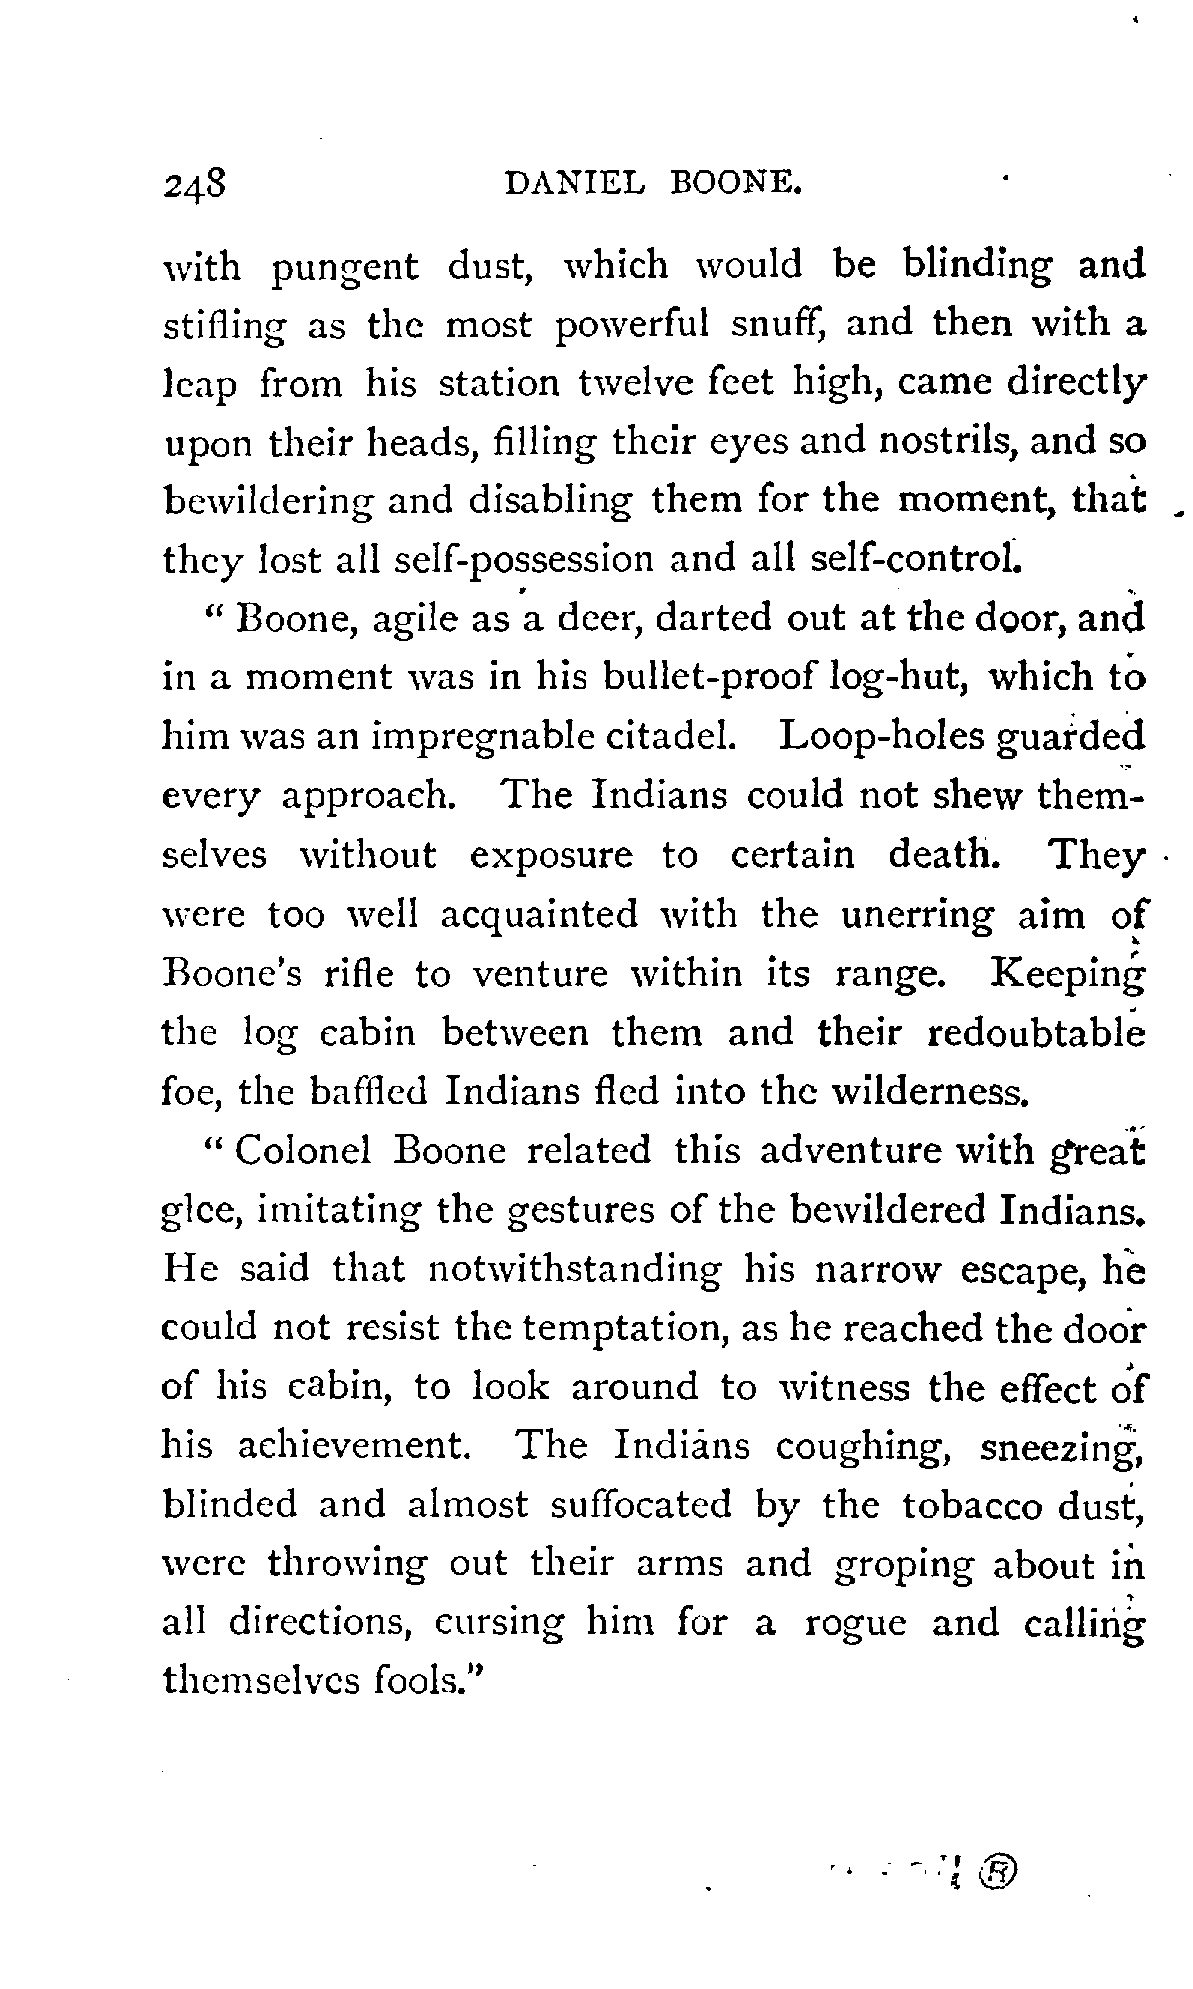 248 DANIEL BOONE.
with pungent dust, which would be blinding and
stifling as the most powerful snuff, and then with a
leap from his station twelve feet high, came directly
upon their heads, filling their eyes and nostrils, and so
bewildering and disabling them for the moment, that
they lost all self-possession and all self-control.
" Boone, agile as a deer, darted out at the door, and
in a moment was in his bullet-proof log-hut, which to
him was an impregnable citadel. Loop-holes guarded
every approach. The Indians could not shew them-
selves without exposure to certain death. They
were too well acquainted with the unerring aim of
Boone's rifle to venture within its range. Keeping
the log cabin between them and their redoubtable
foe, the baffled Indians fled into the wilderness.
" Colonel Boone related this adventure with great
glee, imitating the gestures of the bewildered Indians.
He said that notwithstanding his narrow escape, he
could not resist the temptation, as he reached the door
of his cabin, to look around to witness the effect of
his achievement. The Indians coughing, sneezing,
blinded and almost suffocated by the tobacco dust,
were throwing out their arms and groping about in
all directions, cursing him for a rogue and calling
themselves fools."
®